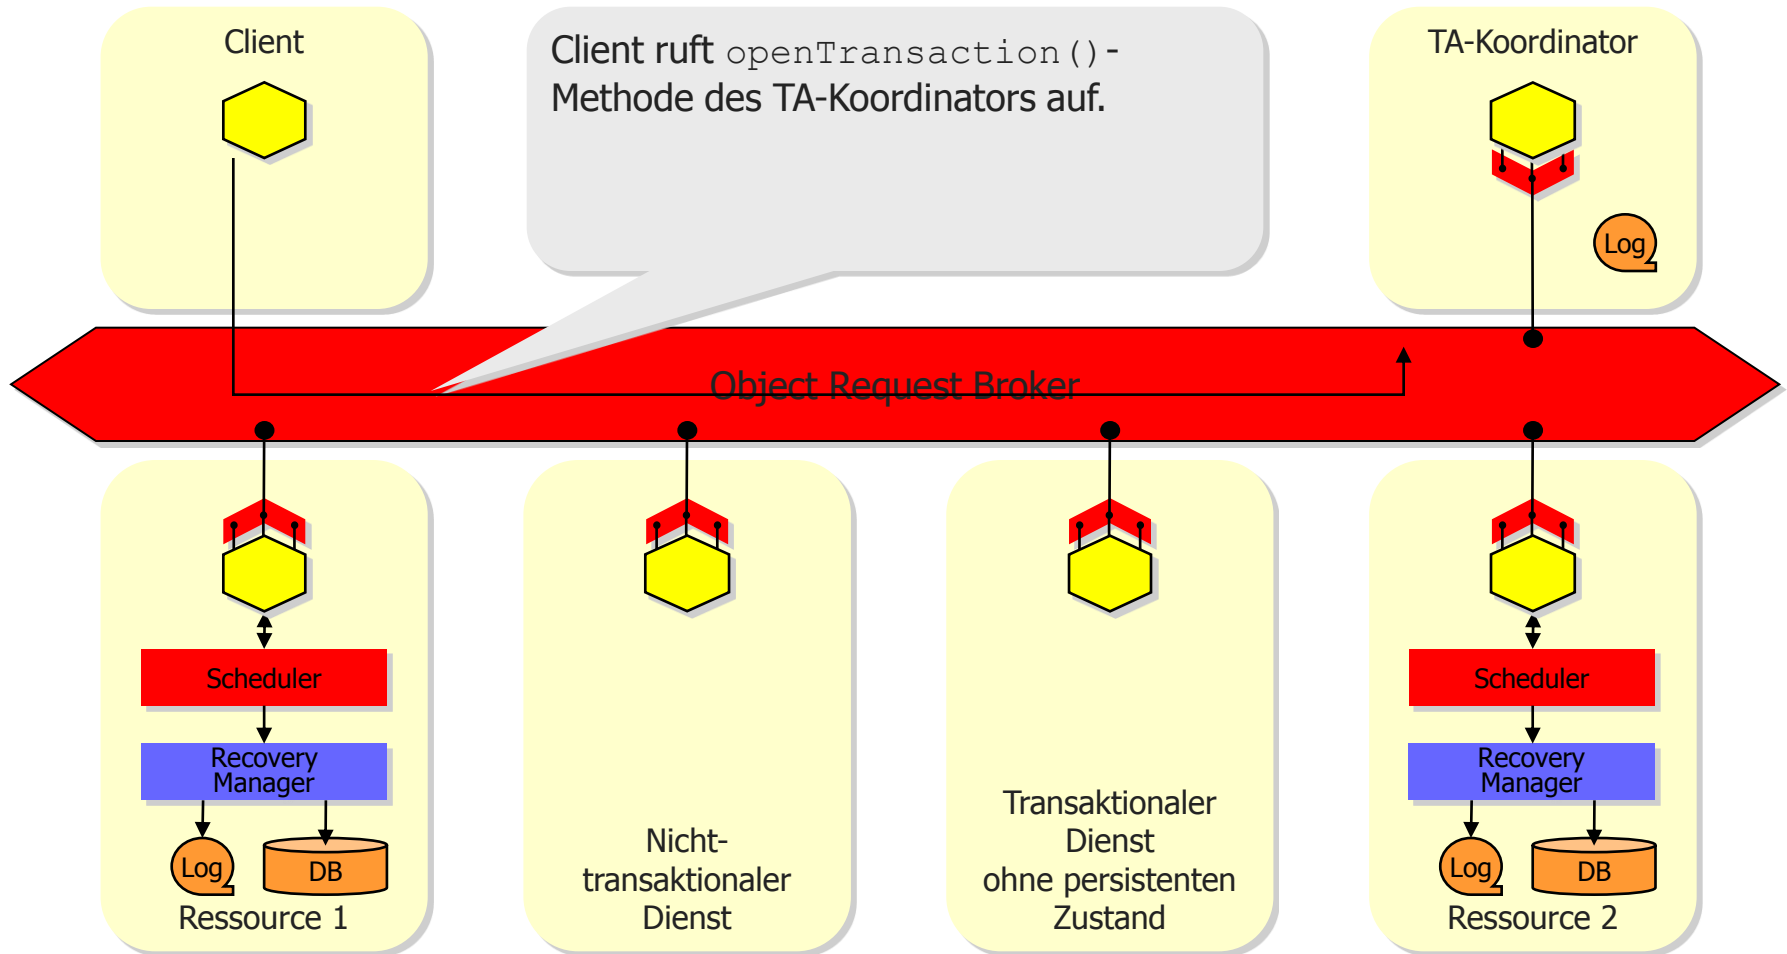 Client
Client ruft openTransaction()-
Methode des TA-Koordinators auf.
TA-Koordinator
Log
Object Request Broker
Scheduler
Recovery
Manager
Log
DB
Ressource 1
Nicht-
transaktionaler
Dienst
Transaktionaler
Dienst
ohne persistenten
Zustand
Scheduler
Recovery
Manager
Log
DB
Ressource 2